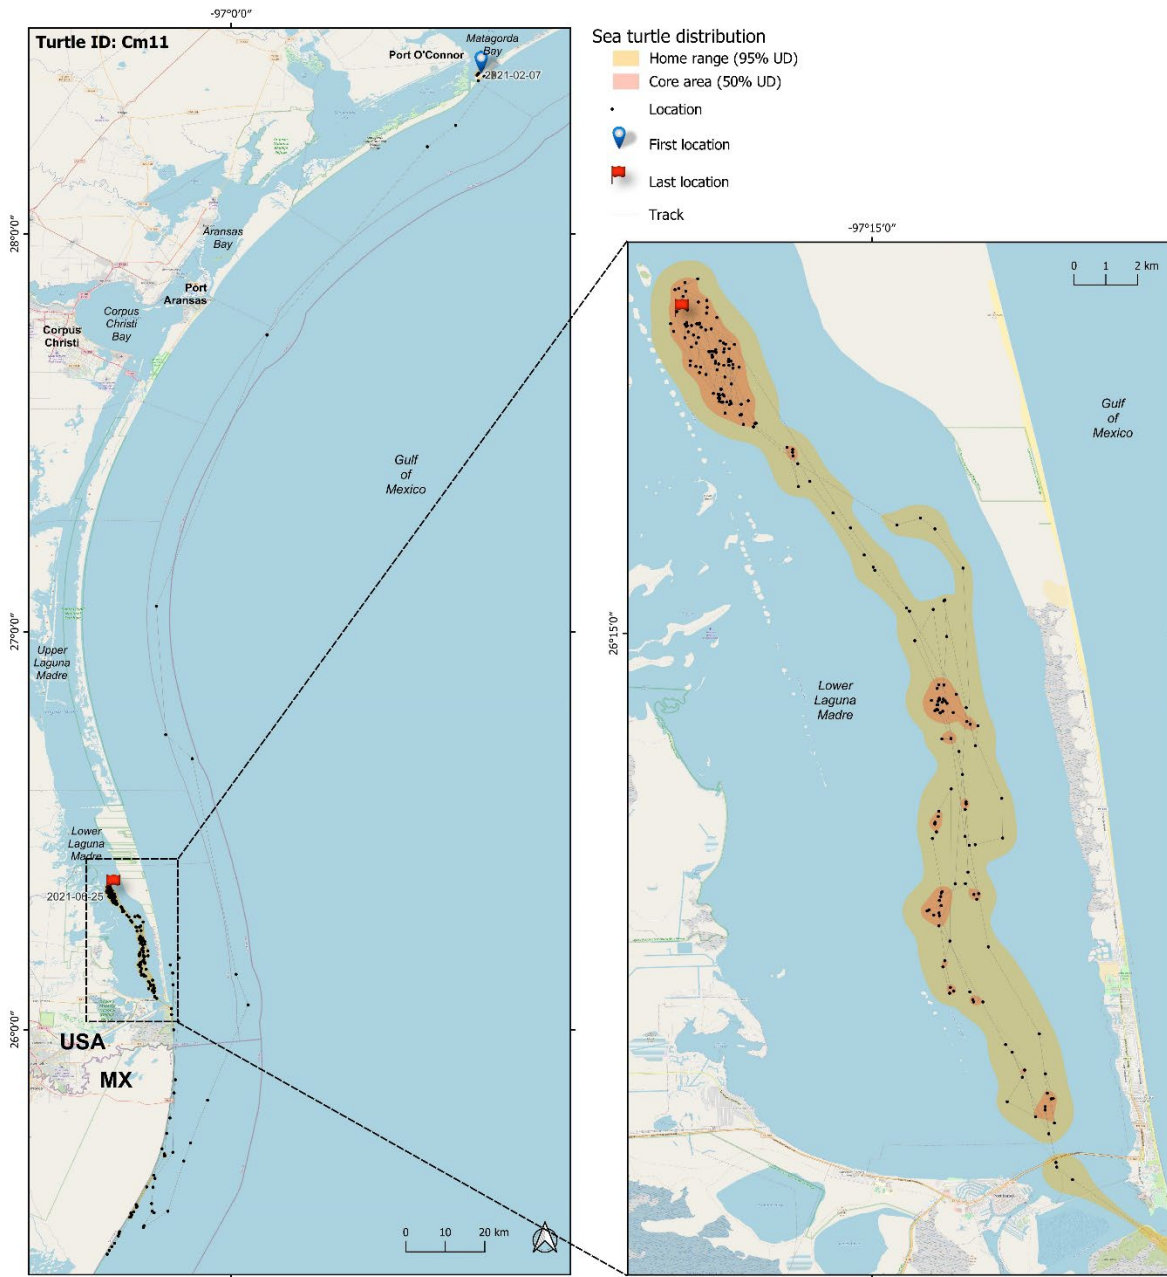 -97°0'0"
Turtle ID: Cm11
Matagorda
Bay
Port O'Connor
2021-02-07
28°0'0"
Aransas
Bay
Port
Aransas
Corpus
Christi
Bay
Corpus
Christi
Gulf
of
Mexico
27°0'0"
Upper
Laguna
Madre
Lower
Laguna
Madre
2021-06-25
26°0'0"
USA
MX
0 10 20 km
Sea turtle distribution
Home range (95% UD)
Core area (50% UD)
Location
First location
Last location
Track
-97°15'0"
0 1 2 km
Gulf
of
Mexico
26°15'0"
Lower
Laguna
Madre